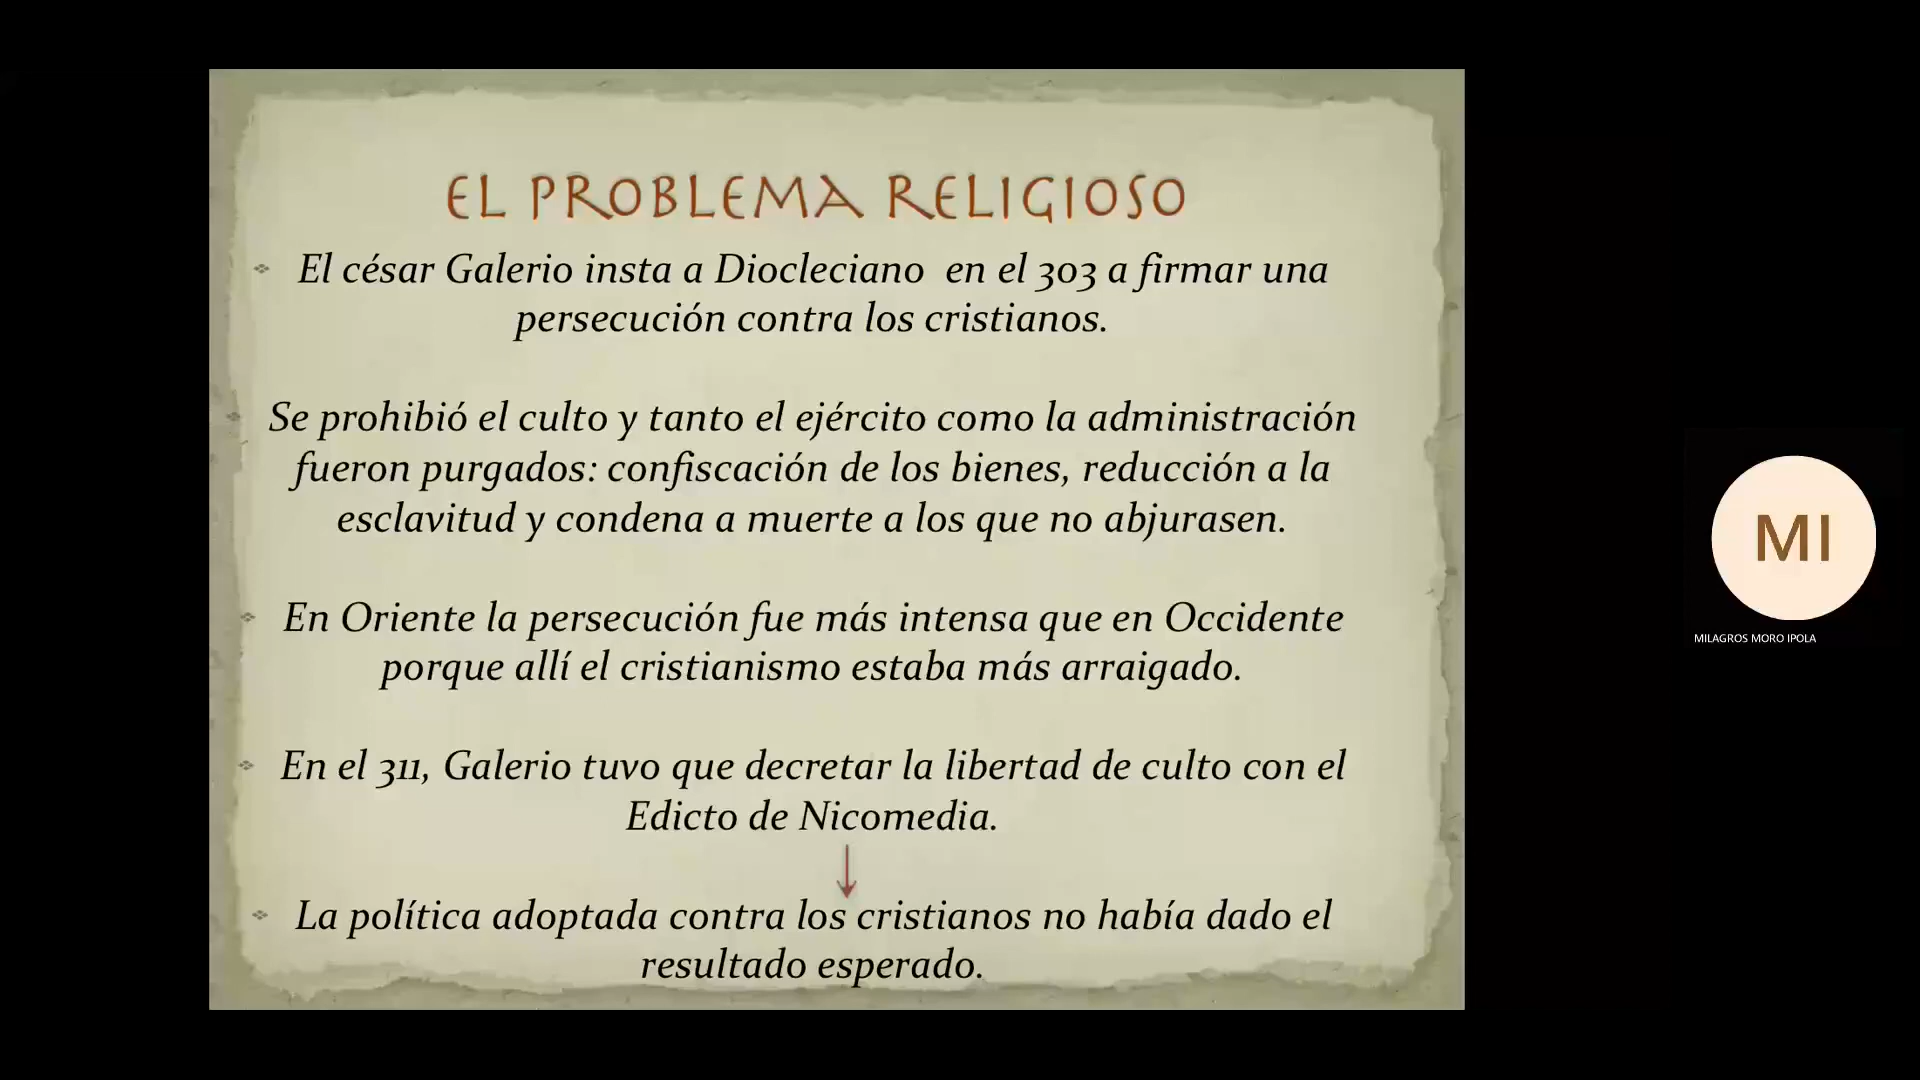 EL PROBLEMA RELIGIOSO
El césar Galerio insta a Diocleciano en el 303 a firmar una
persecución contra los cristianos.
Se prohibió el culto y tanto el ejército como la administración
fueron purgados: confiscación de los bienes, reducción a la
esclavitud y condena a muerte a los que no abjurasen.
En Oriente la persecución fue más intensa que en Occidente
porque allí el cristianismo estaba más arraigado.
En el 311, Galerio tuvo que decretar la libertad de culto con el
Edicto de Nicomedia.
La política adoptada contra los cristianos no había dado el
resultado esperado.
MI
MILAGROS MORO IPOLA